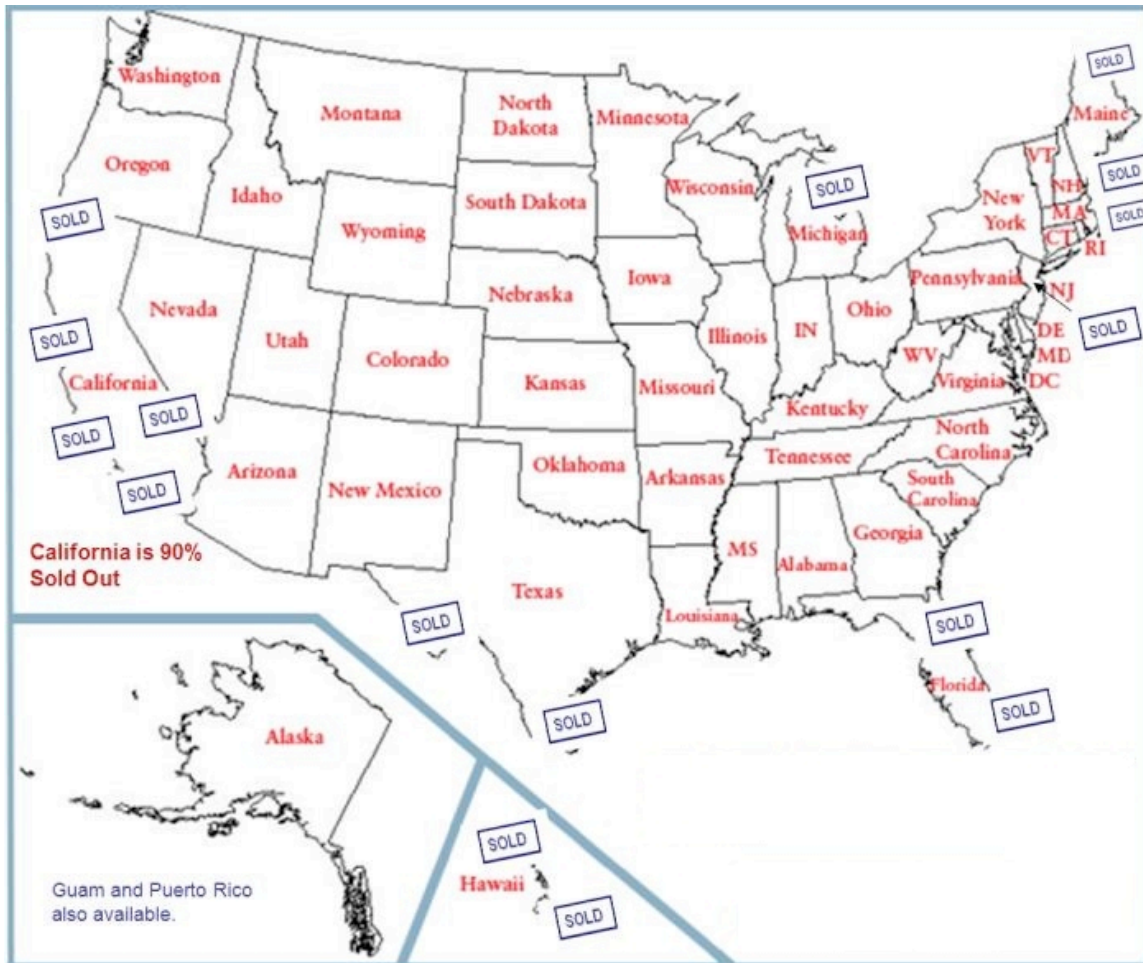 SOLD
Washington
Montana
North
Dakota
Minnesota
Maine
Oregon
Idaho
Wisconsin
SOLD
VT
SOLD
South Dakota
NH
SOLD
Wyoming
New
York
MA
SOLD
Michigan
CT
RI
Iowa
Pennsylvania
Nebraska
NJ
Nevada
Ohio
SOLD
Utah
Illinois
IN
DE
SOLD
Colorado
WV
MD
California
Kansas
Missouri
Virginia
DC
SOLD
Kentucky
SOLD
North
Carolina
Arizona
Oklahoma
Tennessee
SOLD
New Mexico
Arkansas
South
Carolina
California is 90%
Sold Out
MS
Alabama
Georgia
Texas
Louisiana
SOLD
SOLD
Florida
SOLD
SOLD
Alaska
SOLD
Guam and Puerto Rico
also available.
Hawaii
SOLD